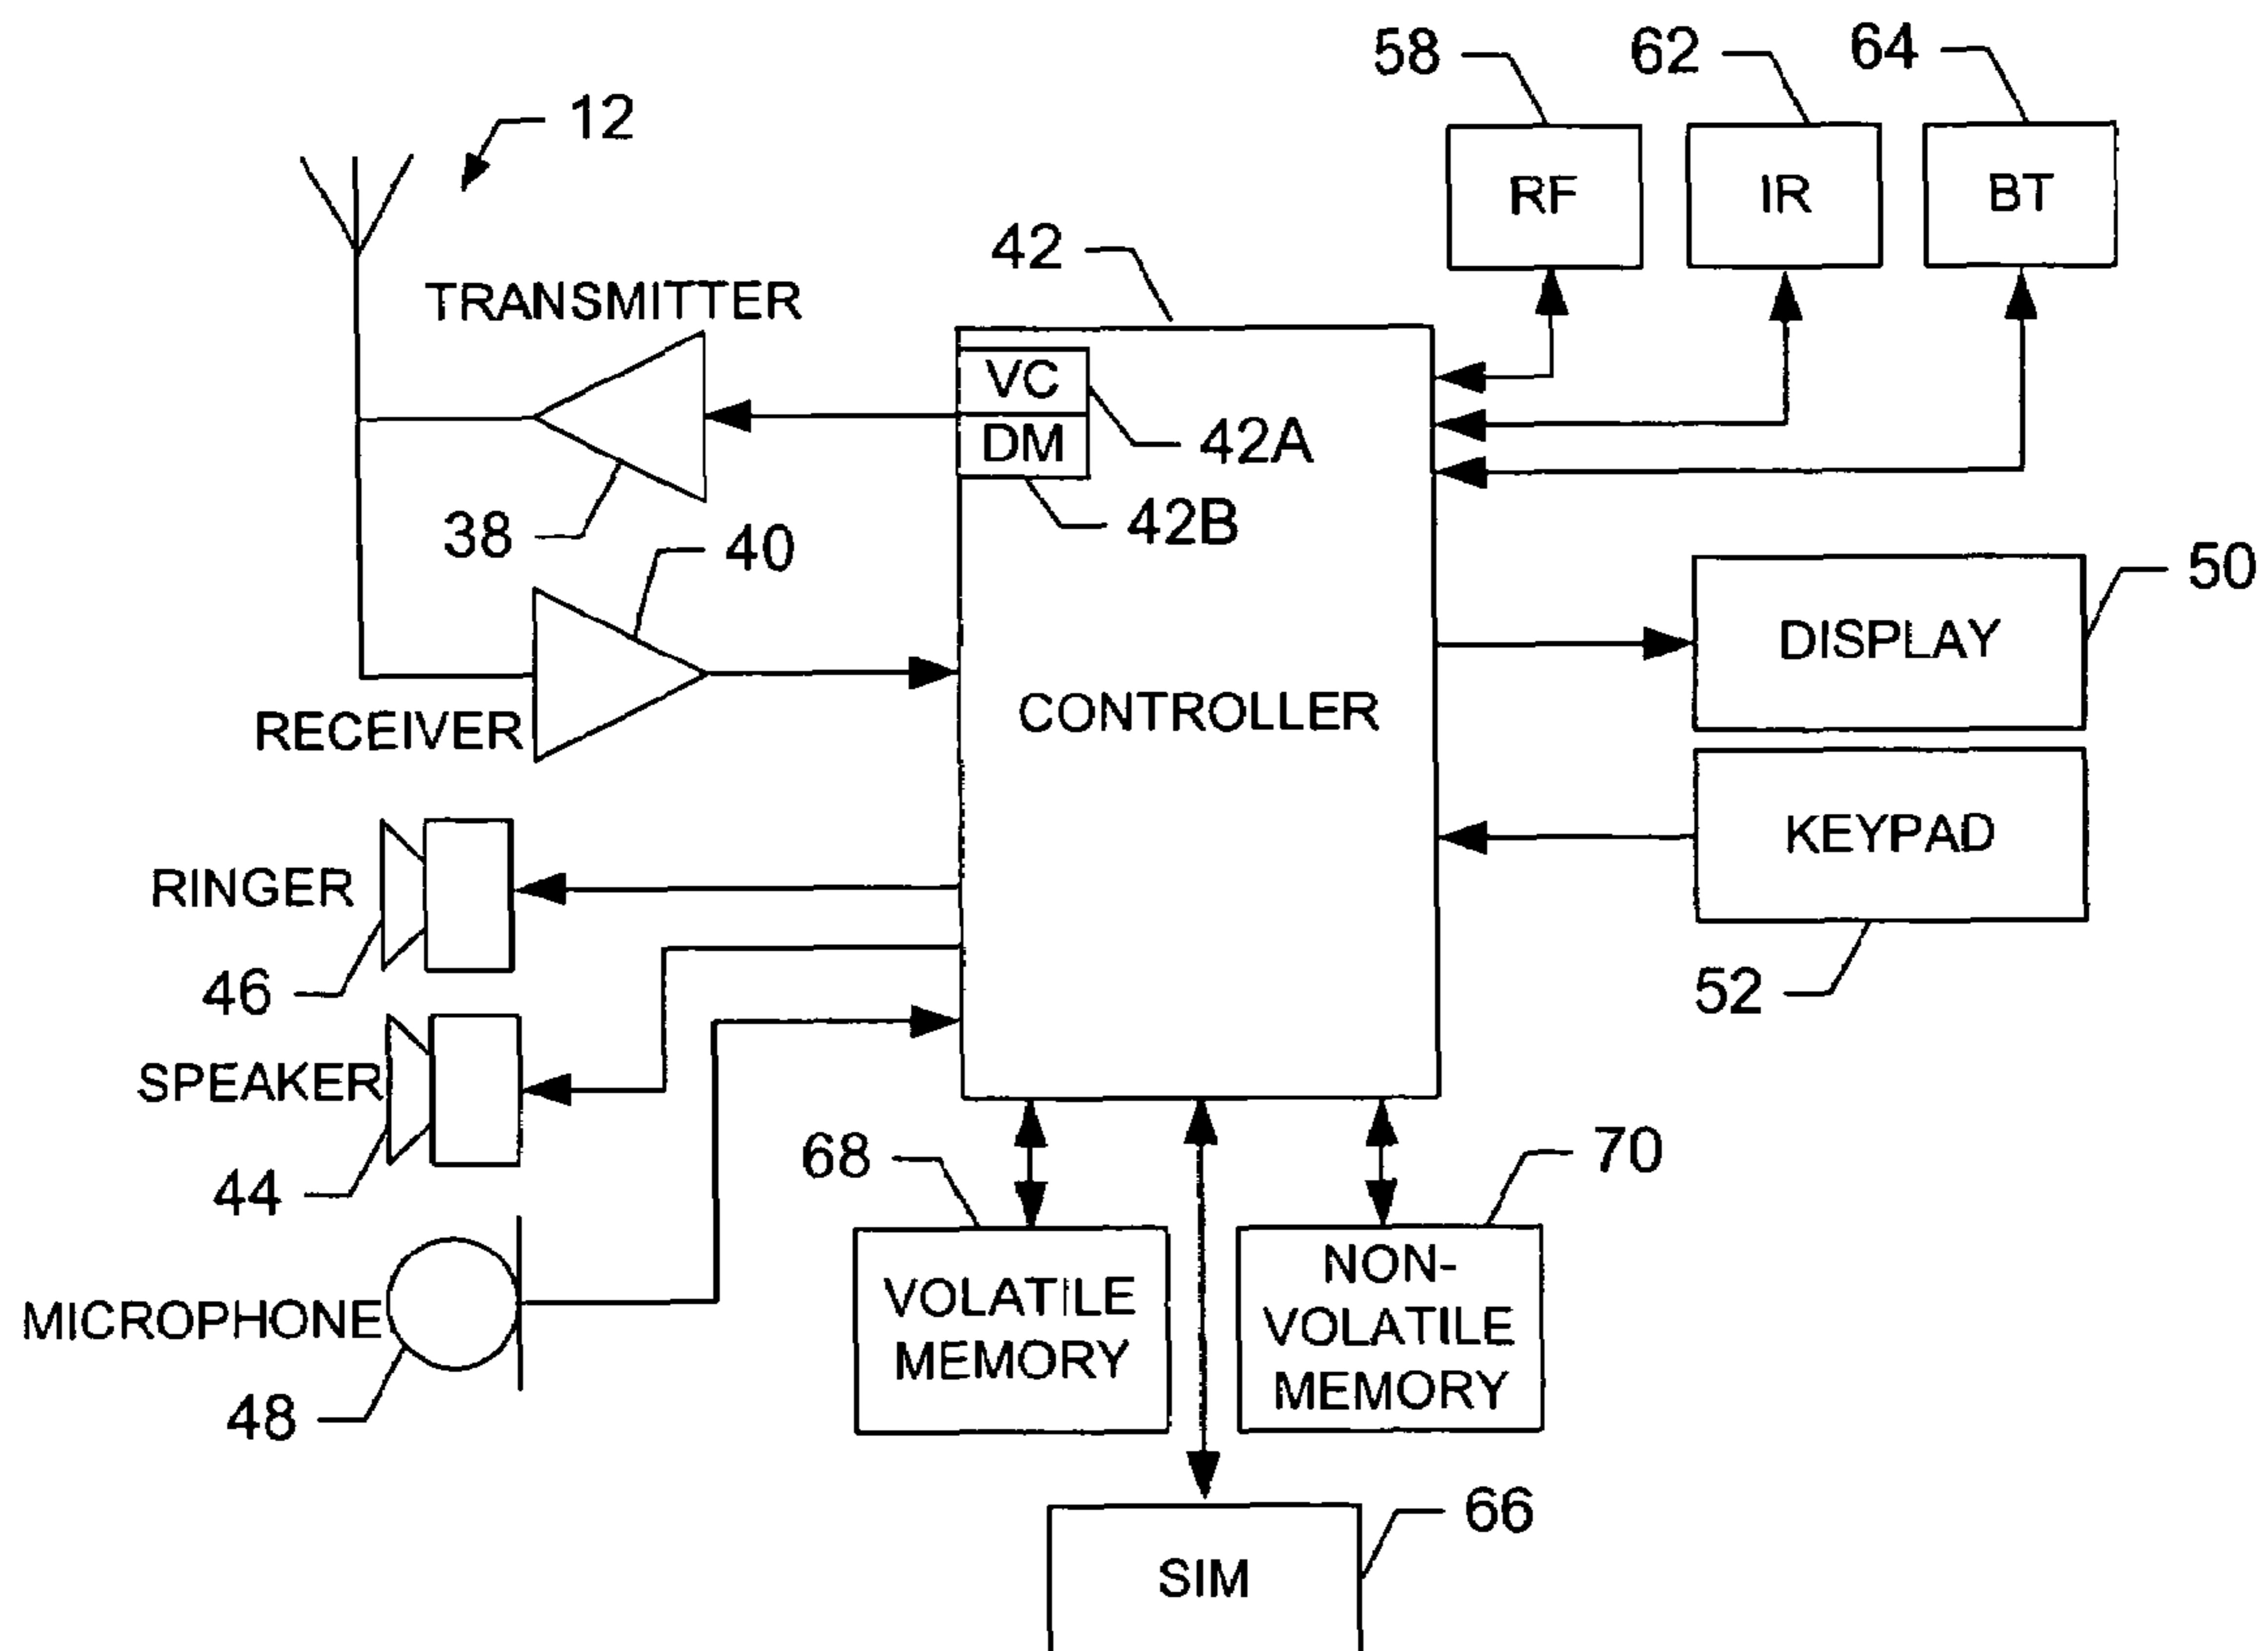 58
62
64
12
RF
IR
BT
42
TRANSMITTER
VC
DM
42A
42B
38
40
50
DISPLAY
RECEIVER
CONTROLLER
KEYPAD
RINGER
46
52
SPEAKER
44
68
70
MICROPHONE
48
VOLATILE
MEMORY
NON-
VOLATILE
MEMORY
66
SIM